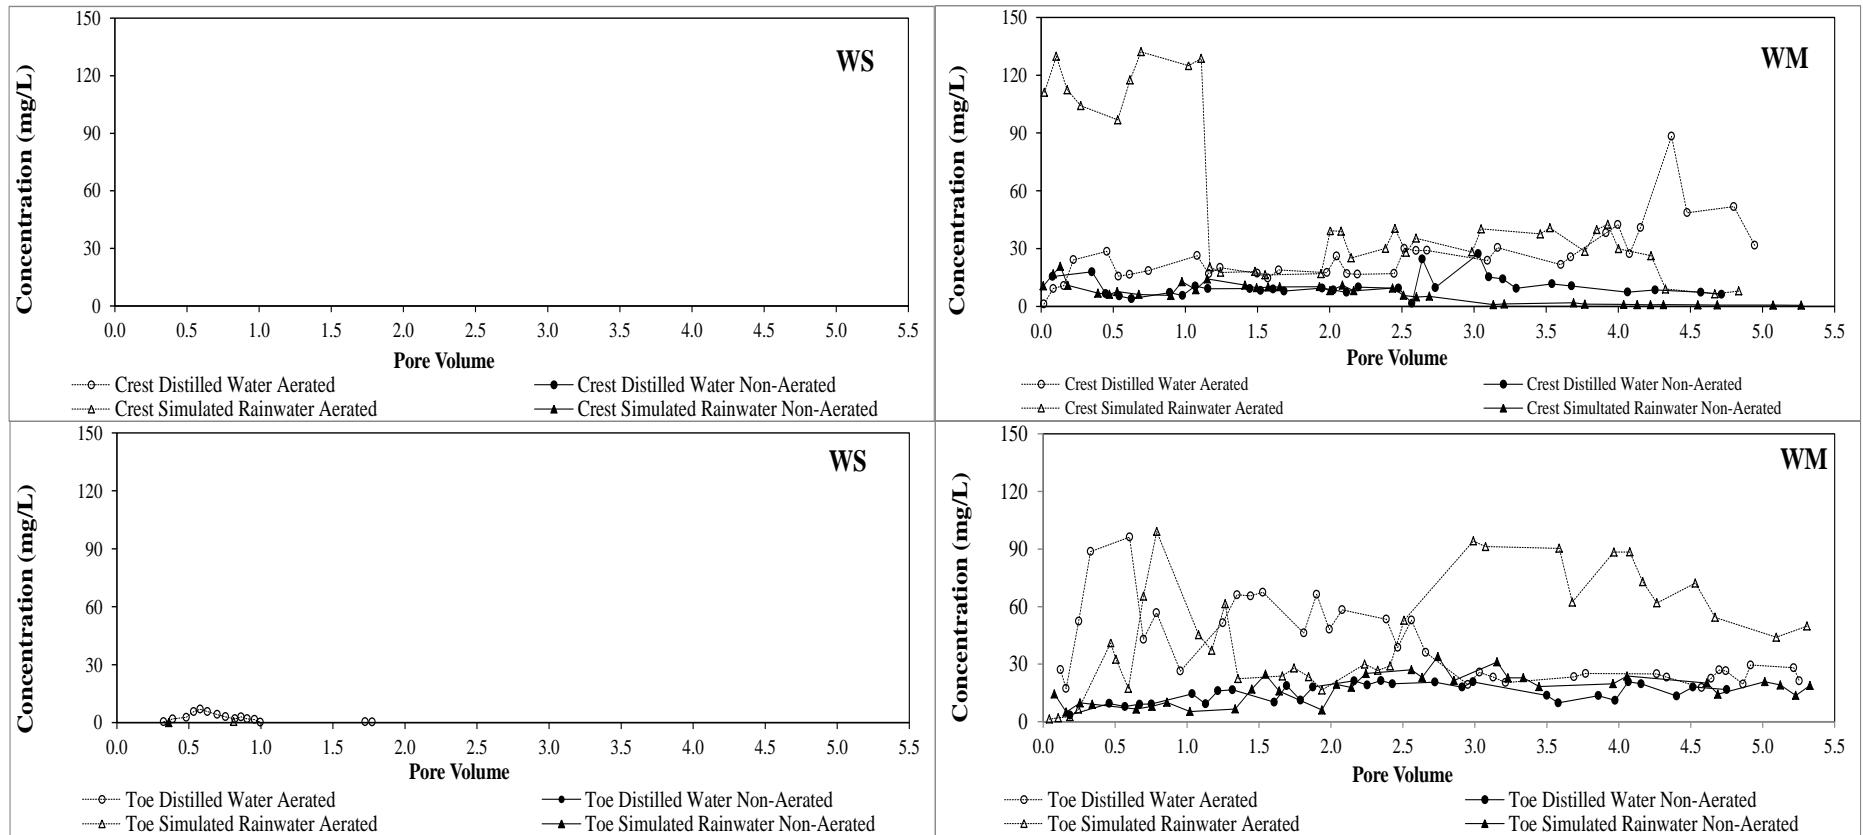 WS
Concentration (mg/L)
150
120
90
60
30
0
0.0 0.5 1.0 1.5 2.0 2.5 3.0 3.5 4.0 4.5 5.0 5.5
Pore Volume
Crest Distilled Water Aerated Crest Distilled Water Non-Aerated
Crest Simulated Rainwater Aerated Crest Simulated Rainwater Non-Aerated
WM
Concentration (mg/L)
150
120
90
60
30
0
0.0 0.5 1.0 1.5 2.0 2.5 3.0 3.5 4.0 4.5 5.0 5.5
Pore Volume
Crest Distilled Water Aerated Crest Distilled Water Non-Aerated
Crest Simulated Rainwater Aerated Crest Simultated Rainwater Non-Aerated
WS
Concentration (mg/L)
150
120
90
60
30
0
0.0 0.5 1.0 1.5 2.0 2.5 3.0 3.5 4.0 4.5 5.0 5.5
Pore Volume
Toe Distilled Water Aerated Toe Distilled Water Non-Aerated
Toe Simulated Rainwater Aerated Toe Simulated Rainwater Non-Aerated
WM
Concentration (mg/L)
150
120
90
60
30
0
0.0 0.5 1.0 1.5 2.0 2.5 3.0 3.5 4.0 4.5 5.0 5.5
Pore Volume
Toe Distilled Water Aerated Toe Distilled Water Non-Aerated
Toe Simulated Rainwater Aerated Toe Simulated Rainwater Non-Aerated